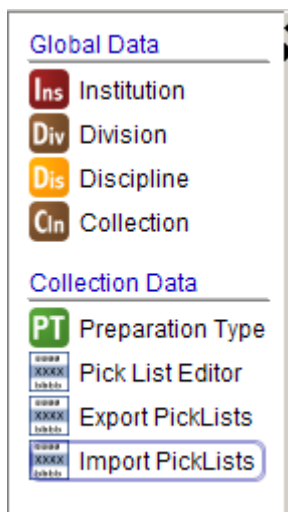 Global Data
Ins Institution
Div Division
Dis Discipline
Cln Collection
Collection Data
PT Preparation Type
Pick List Editor
Export PickLists
Import PickLists